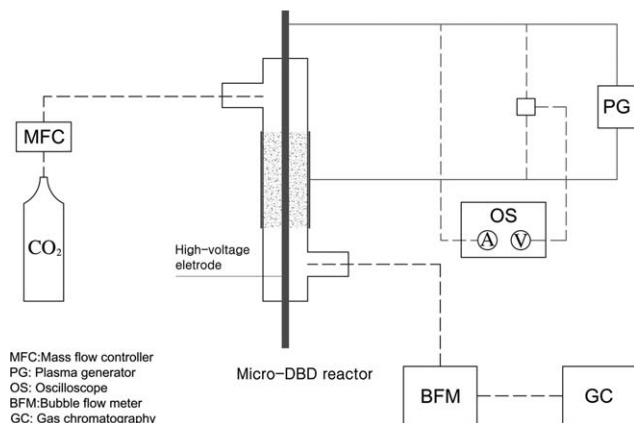 PG
MFC
OS
A V
CO₂
High-voltage
eletrode
MFC:Mass flow controller
PG: Plasma generator
OS: Oscilloscope
BFM:Bubble flow meter
GC: Gas chromatography
Micro-DBD reactor
BFM
GC